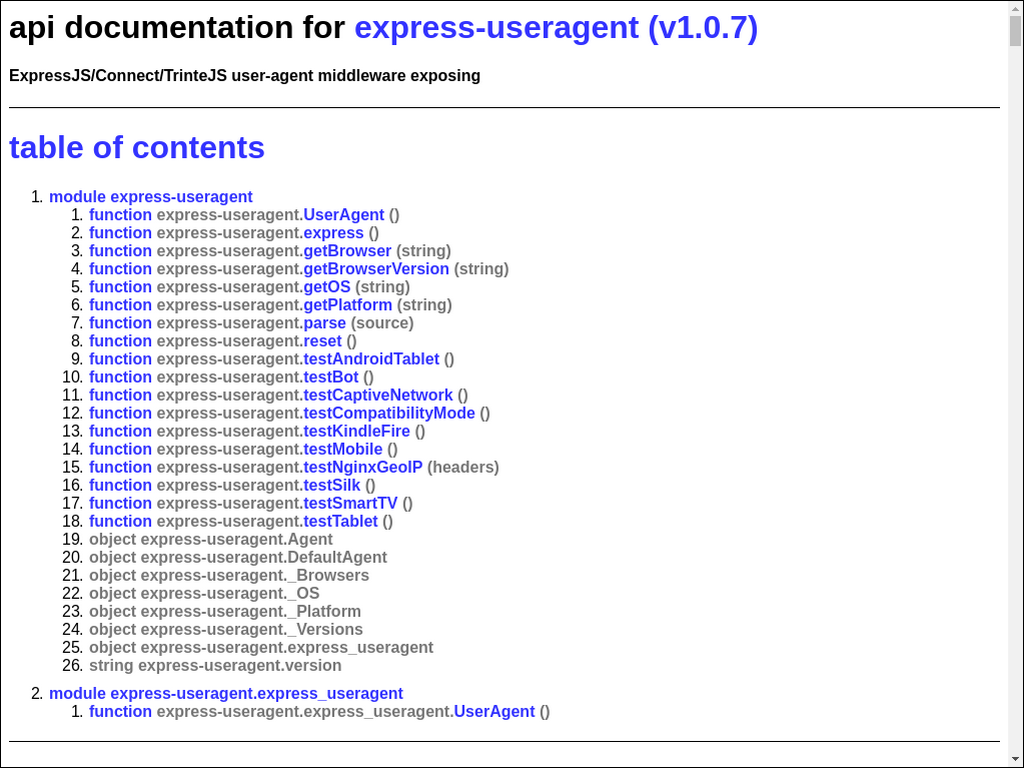 api documentation for express-useragent (v1.0.7)
ExpressJS/Connect/TrinteJS user-agent middleware exposing
table of contents
1. module express-useragent
1. function express-useragent.UserAgent ()
2. function express-useragent.express ()
3. function express-useragent.getBrowser (string)
4. function express-useragent.getBrowserVersion (string)
5. function express-useragent.getOS (string)
6. function express-useragent.getPlatform (string)
7. function express-useragent.parse (source)
8. function express-useragent.reset ()
9. function express-useragent.testAndroidTablet ()
10. function express-useragent.testBot ()
11. function express-useragent.testCaptiveNetwork ()
12. function express-useragent.testCompatibilityMode ()
13. function express-useragent.testKindleFire ()
14. function express-useragent.testMobile ()
15. function express-useragent.testNginxGeoIP (headers)
16. function express-useragent.testSilk ()
17. function express-useragent.testSmartTV ()
18. function express-useragent.testTablet ()
19. object express-useragent.Agent
20. object express-useragent.DefaultAgent
21. object express-useragent._Browsers
22. object express-useragent._OS
23. object express-useragent._Platform
24. object express-useragent._Versions
25. object express-useragent.express_useragent
26. string express-useragent.version
2. module express-useragent.express_useragent
1. function express-useragent.express_useragent.UserAgent ()